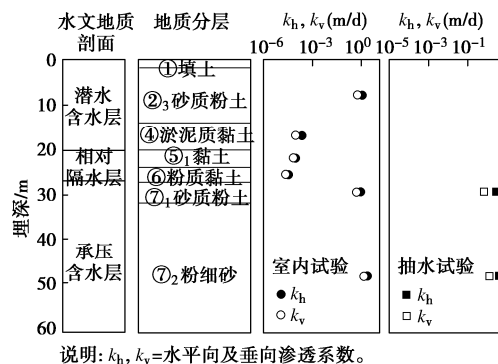 水文地质
剖面
地质分层
kh, kv(m/d)
10⁻⁶ 10⁻³ 10⁰
kh, kv(m/d)
10⁻⁵ 10⁻³ 10⁻¹
埋深/m
0
10
20
30
40
50
60
潜水
含水层
相对
隔水层
承压
含水层
①填土
②₃砂质粉土
④淤泥质黏土
⑤₁黏土
⑥粉质黏土
⑦₁砂质粉土
⑦₂粉细砂
室内试验
kh
kv
抽水试验
kh
kv
说明: kh, kv=水平向及垂向渗透系数。